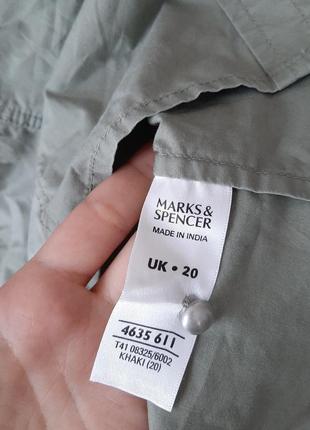 MARKS &
SPENCER
MADE IN INDIA
UK • 20
4635 611
T41 08325/6002
KHAKI (20)